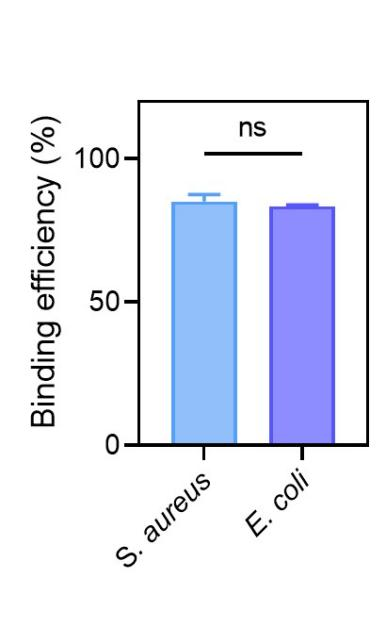 Binding efficiency (%)
ns
100
50
0
S. aureus
E. coli